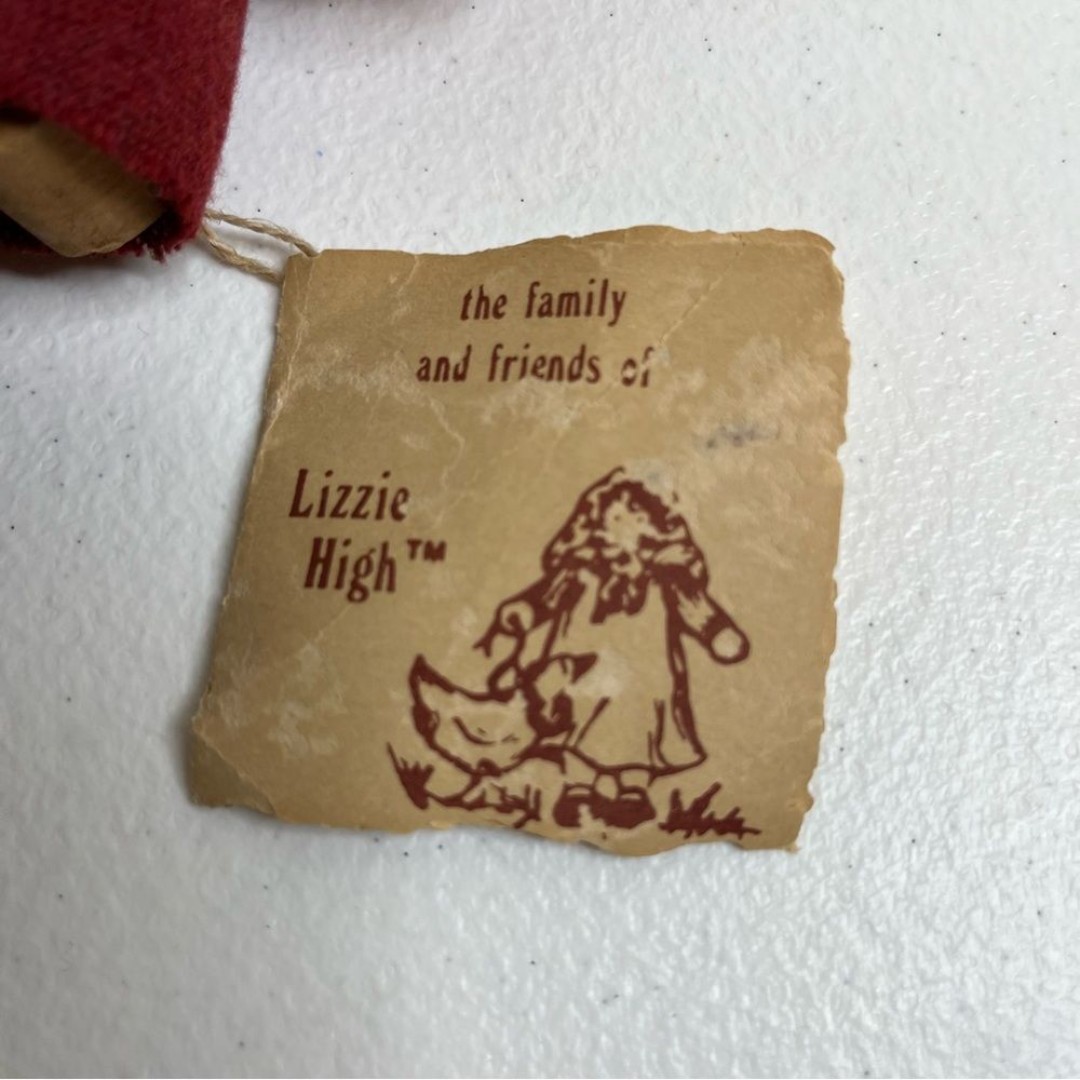 the family
and friends of
Lizzie
High™